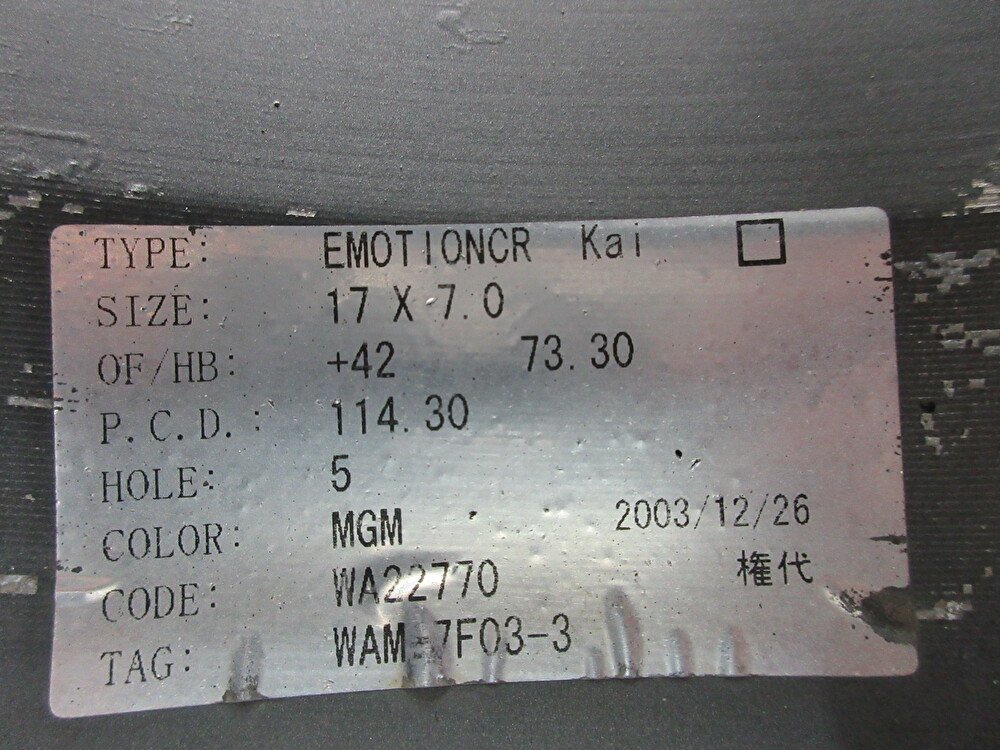 TYPE: EMOTIONCR Kai □
SIZE: 17 X 7.0
OF/HB: +42 73.30
P.C.D.: 114.30
HOLE: 5
COLOR: MGM 2003/12/26
CODE: WA22770 権代
TAG: